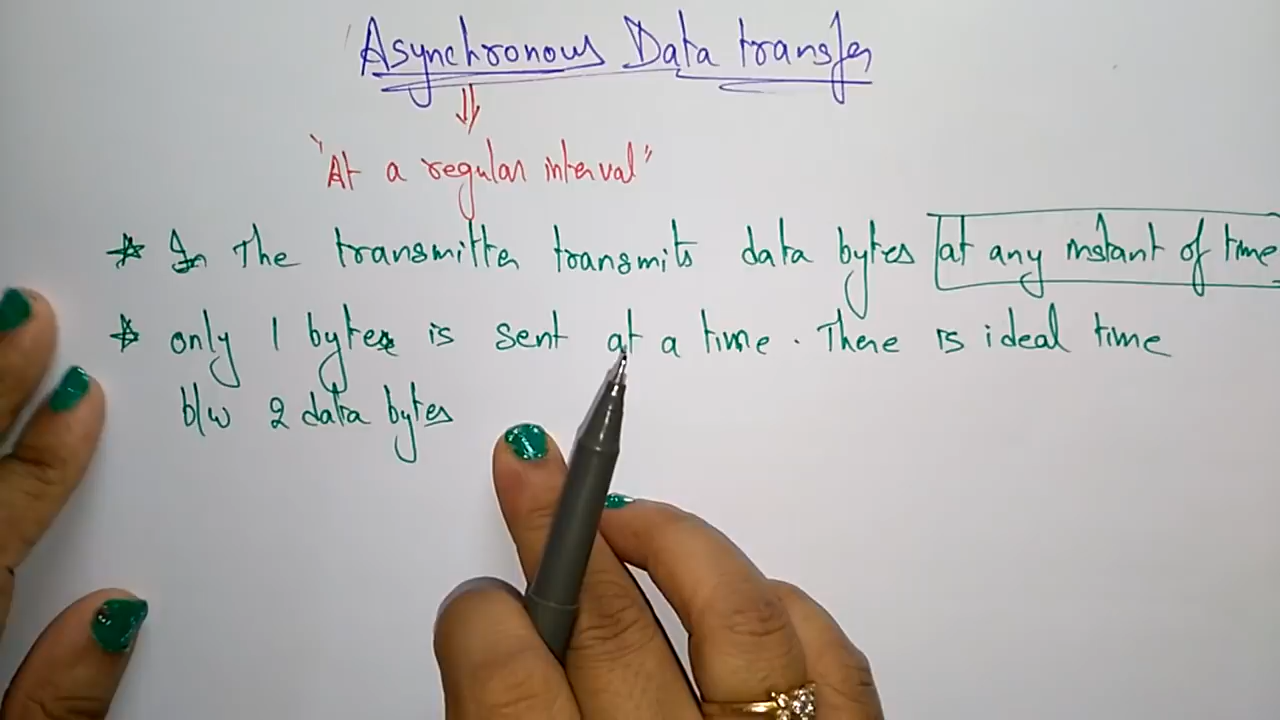 Asynchronous Data transfer
"At a regular interval"
In The transmitter transmits data bytes at any instant of time
only 1 byte is sent at a time. There is ideal time
b/w 2 data bytes